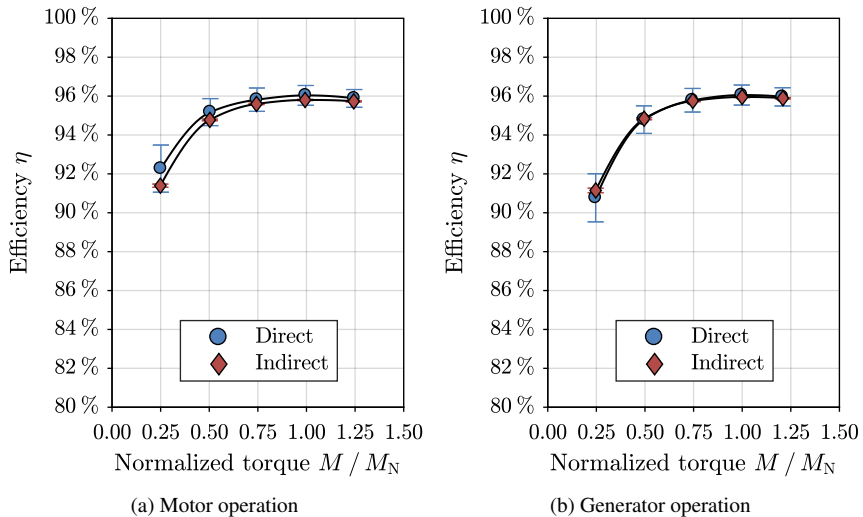 100 %
98 %
96 %
94 %
92 %
90 %
88 %
86 %
84 %
82 %
80 %
Efficiency η
Direct
Indirect
0.00 0.25 0.50 0.75 1.00 1.25 1.50
Normalized torque M / M_N
(a) Motor operation
100 %
98 %
96 %
94 %
92 %
90 %
88 %
86 %
84 %
82 %
80 %
Efficiency η
Direct
Indirect
0.00 0.25 0.50 0.75 1.00 1.25 1.50
Normalized torque M / M_N
(b) Generator operation